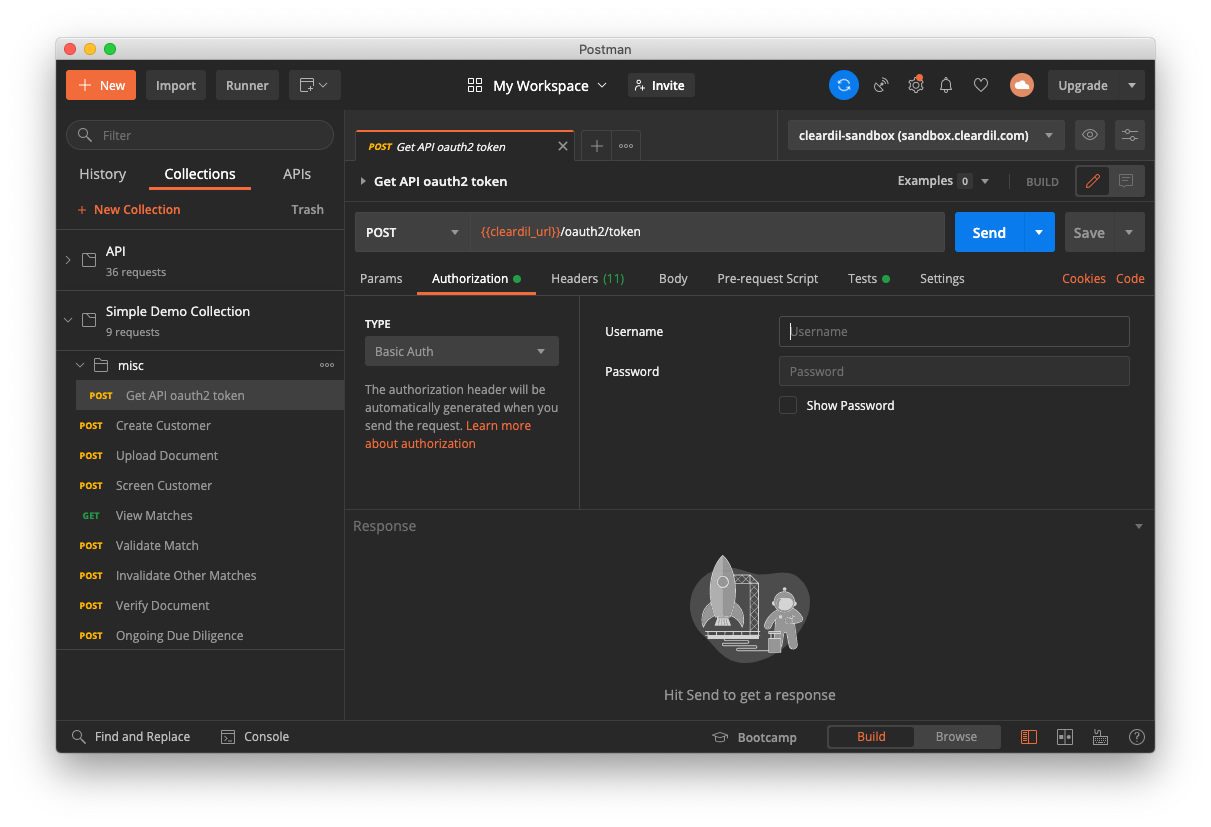 Postman
New
Import
Runner
My Workspace
Invite
Upgrade
Filter
History
Collections
APIs
+ New Collection
Trash
API
36 requests
Simple Demo Collection
9 requests
misc
POST Get API oauth2 token
POST Create Customer
POST Upload Document
POST Screen Customer
GET View Matches
POST Validate Match
POST Invalidate Other Matches
POST Verify Document
POST Ongoing Due Diligence
POST Get API oauth2 token
cleardil-sandbox (sandbox.cleardil.com)
Get API oauth2 token
Examples 0
BUILD
POST
{{cleardil_url}}/oauth2/token
Send
Save
Params
Authorization
Headers (11)
Body
Pre-request Script
Tests
Settings
Cookies
Code
TYPE
Basic Auth
The authorization header will be
automatically generated when you
send the request. Learn more
about authorization
Username
Username
Password
Password
Show Password
Response
Hit Send to get a response
Find and Replace
Console
Bootcamp
Build
Browse